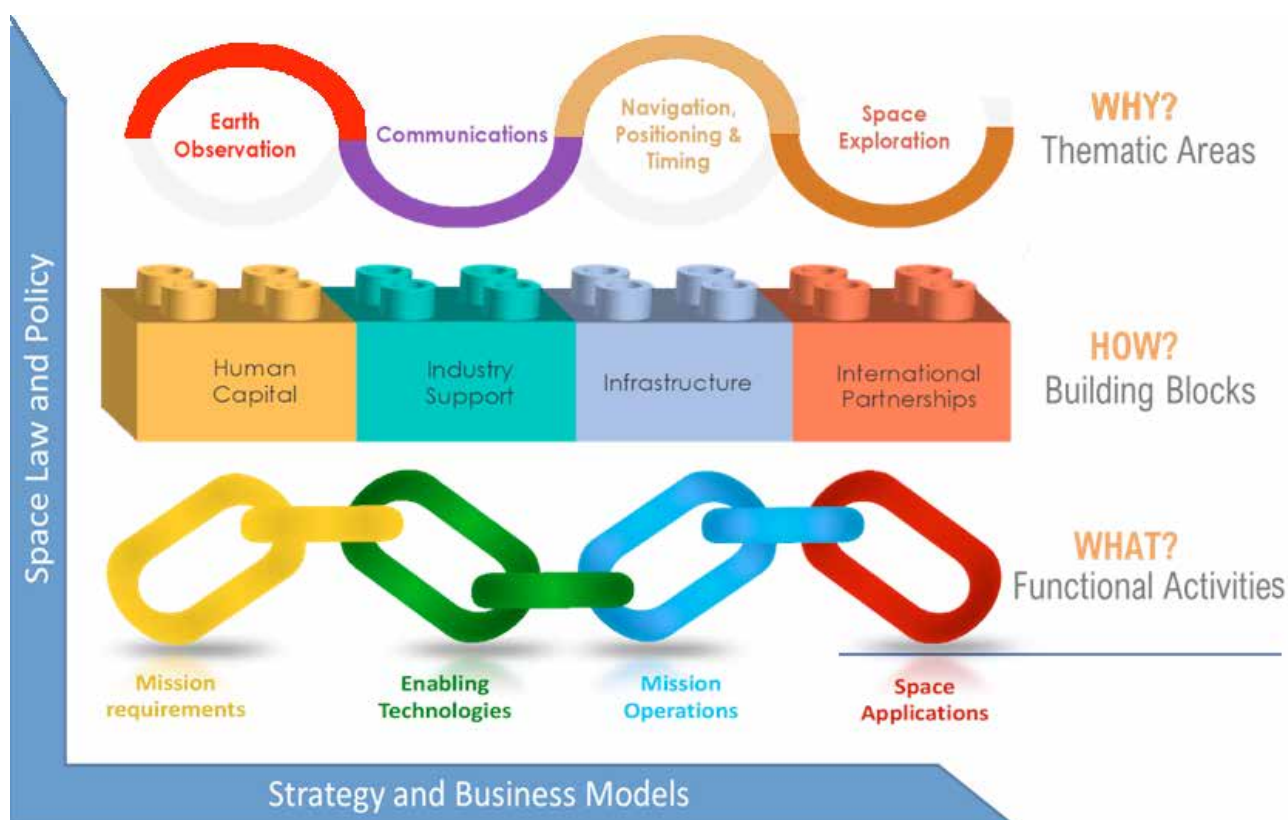 Space Law and Policy
Earth
Observation
Communications
Navigation,
Positioning &
Timing
Space
Exploration
WHY?
Thematic Areas
Human
Capital
Industry
Support
Infrastructure
International
Partnerships
HOW?
Building Blocks
WHAT?
Functional Activities
Mission
requirements
Enabling
Technologies
Mission
Operations
Space
Applications
Strategy and Business Models